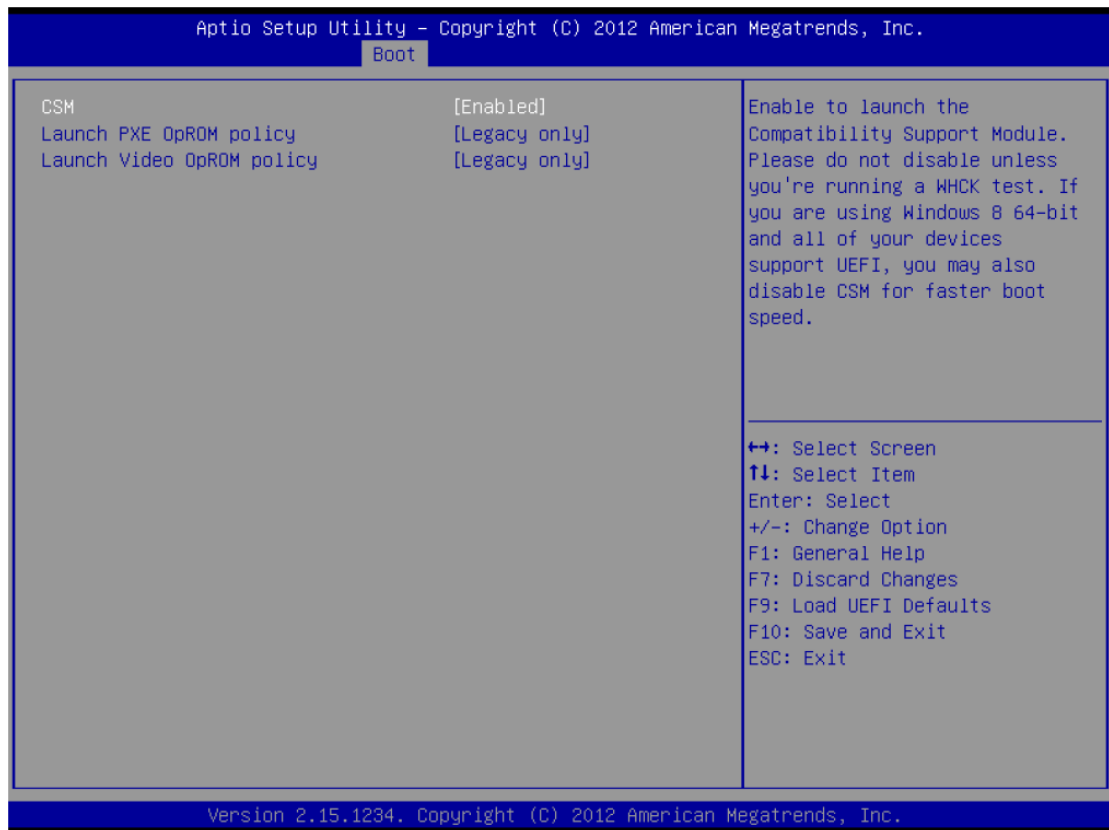 Aptio Setup Utility – Copyright (C) 2012 American Megatrends, Inc.
Boot
CSM [Enabled]
Launch PXE OpROM policy [Legacy only]
Launch Video OpROM policy [Legacy only]
Enable to launch the
Compatibility Support Module.
Please do not disable unless
you're running a WHCK test. If
you are using Windows 8 64-bit
and all of your devices
support UEFI, you may also
disable CSM for faster boot
speed.
↔: Select Screen
↑↓: Select Item
Enter: Select
+/-: Change Option
F1: General Help
F7: Discard Changes
F9: Load UEFI Defaults
F10: Save and Exit
ESC: Exit
Version 2.15.1234. Copyright (C) 2012 American Megatrends, Inc.